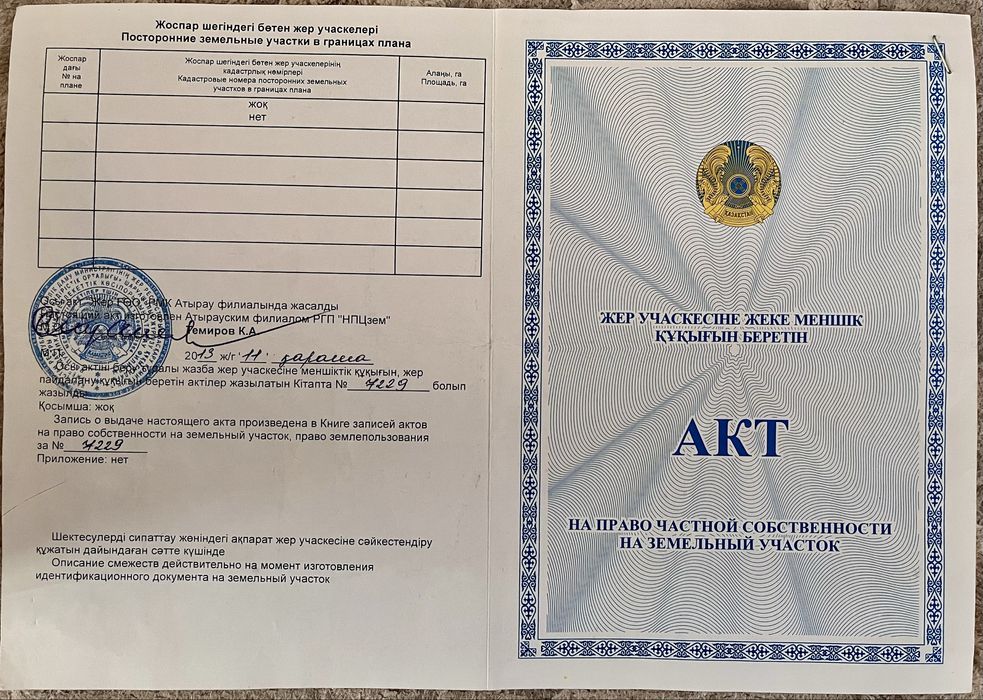 Жоспар шегіндегі бөтен жер учаскелері
Посторонние земельные участки в границах плана
Жоспар
дағы
№ на
плане
Жоспар шегіндегі бөтен жер учаскелерінің
кадастрлық нөмірлері
Кадастровые номера посторонних земельных
участков в границах плана
Алаңы, га
Площадь, га
жоқ
нет
РМК Атырау филиалында жасалды
Настоящий акт изготовлен Атырауским филиалом РГП "НПЦзем"
Темиров К.А.
2013 ж/г 11 қараша
Осы актіні беру туралы жазба жер учаскесіне меншіктік құқығын, жер
пайдалану құқығын беретін актілер жазылатын Кітапта № 7229 болып
жазылды
Қосымша: жоқ
Запись о выдаче настоящего акта произведена в Книге записей актов
на право собственности на земельный участок, право землепользования
за № 7229
Приложение: нет
Шектесулерді сипаттау жөніндегі ақпарат жер учаскесіне сәйкестендіру
құжатын дайындаған сәтте күшінде
Описание смежеств действительно на момент изготовления
идентификационного документа на земельный участок
ҚАЗАҚСТАН
ЖЕР УЧАСКЕСІНЕ ЖЕКЕ МЕНШІК
ҚҰҚЫҒЫН БЕРЕТІН
АКТ
НА ПРАВО ЧАСТНОЙ СОБСТВЕННОСТИ
НА ЗЕМЕЛЬНЫЙ УЧАСТОК